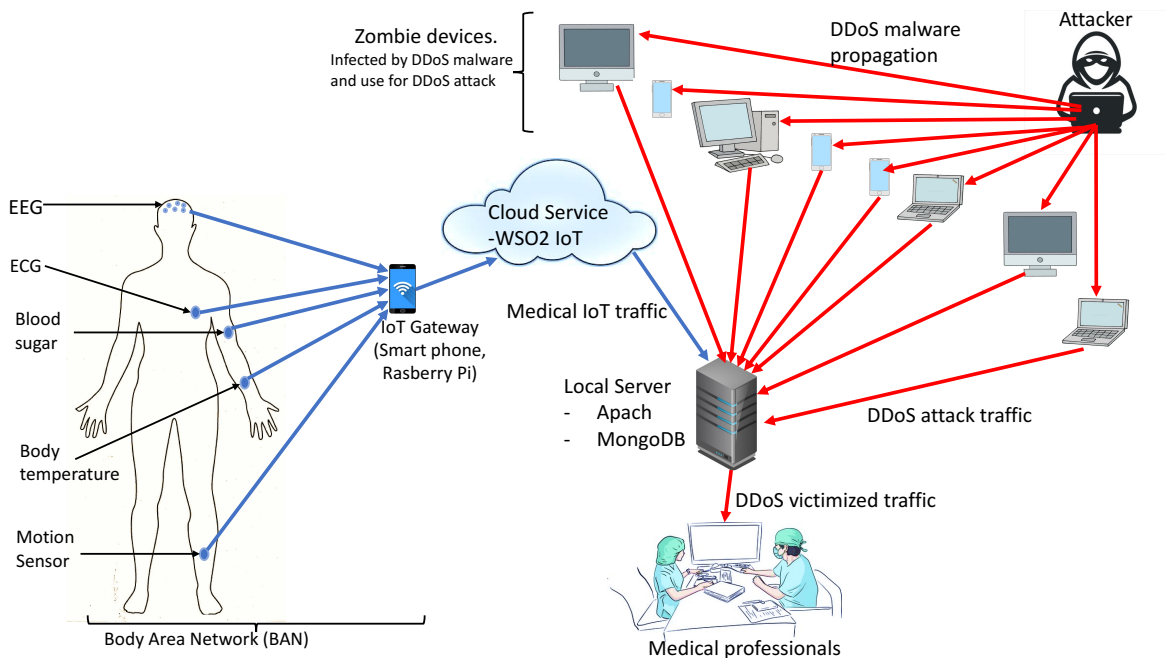 Zombie devices.
Infected by DDoS malware
and use for DDoS attack
DDoS malware
propagation
Attacker
EEG
ECG
Blood
sugar
Body
temperature
Motion
Sensor
Body Area Network (BAN)
IoT Gateway
(Smart phone,
Rasberry Pi)
Cloud Service
-WSO2 IoT
Medical IoT traffic
Local Server
- Apach
- MongoDB
DDoS attack traffic
DDoS victimized traffic
Medical professionals